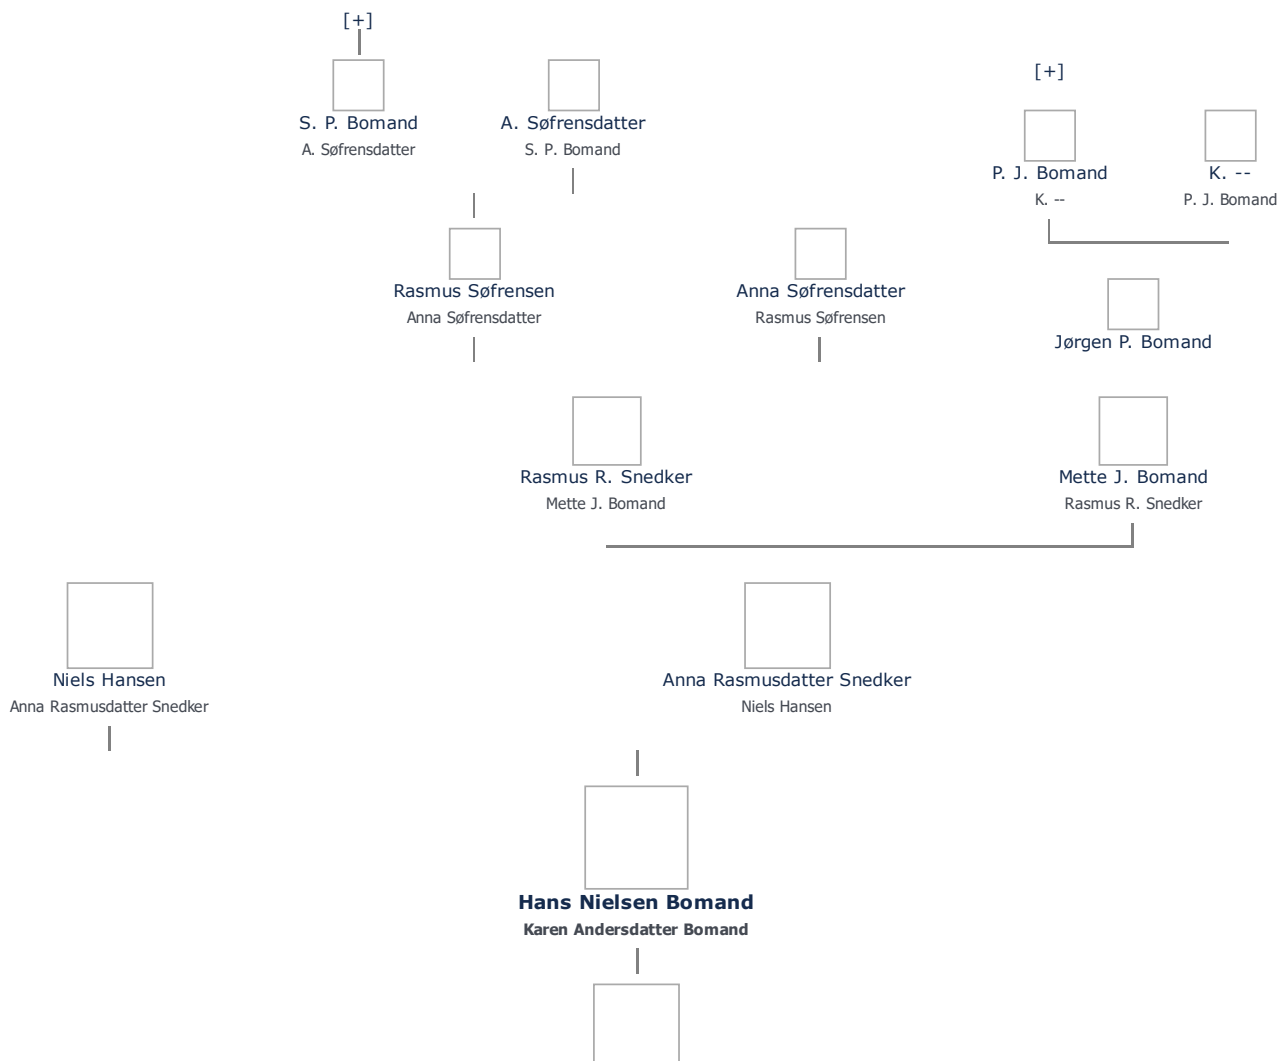 [+]
[+]
S. P. Bomand
A. Søfrensdatter
A. Søfrensdatter
S. P. Bomand
P. J. Bomand
K. --
K. --
P. J. Bomand
Rasmus Søfrensen
Anna Søfrensdatter
Anna Søfrensdatter
Rasmus Søfrensen
Jørgen P. Bomand
Rasmus R. Snedker
Mette J. Bomand
Mette J. Bomand
Rasmus R. Snedker
Niels Hansen
Anna Rasmusdatter Snedker
Anna Rasmusdatter Snedker
Niels Hansen
Hans Nielsen Bomand
Karen Andersdatter Bomand